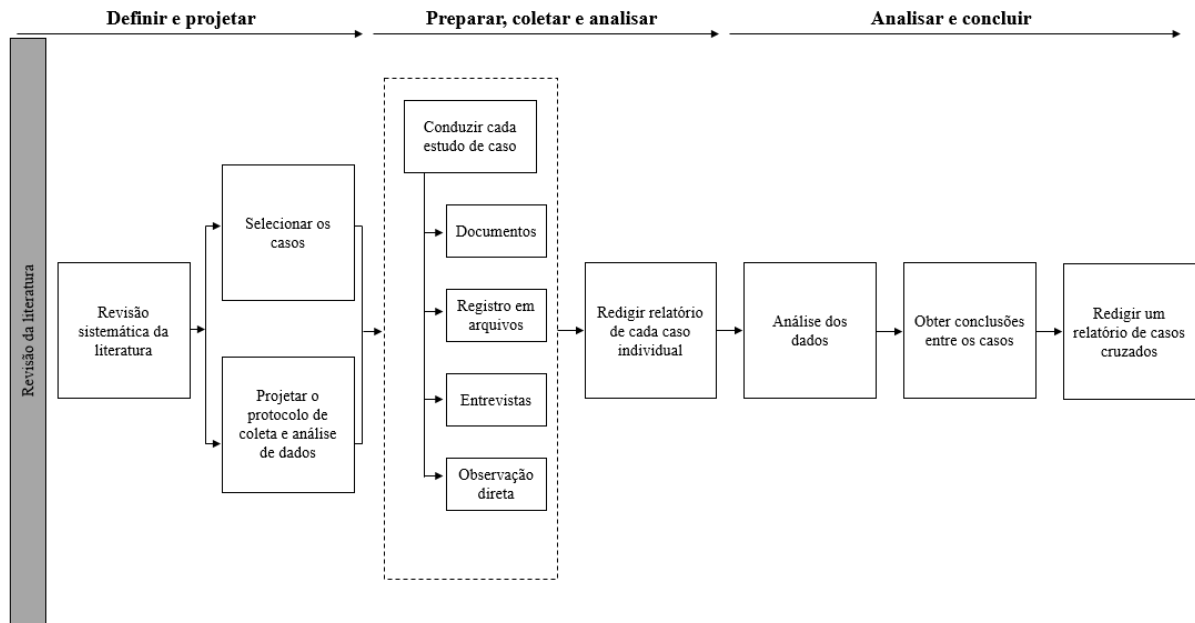 Definir e projetar
Preparar, coletar e analisar
Analisar e concluir
Revisão da literatura
Revisão
sistemática da
literatura
Selecionar os
casos
Projetar o
protocolo de
coleta e análise
de dados
Conduzir cada
estudo de caso
Documentos
Registro em
arquivos
Entrevistas
Observação
direta
Redigir relatório
de cada caso
individual
Análise dos
dados
Obter conclusões
entre os casos
Redigir um
relatório de casos
cruzados